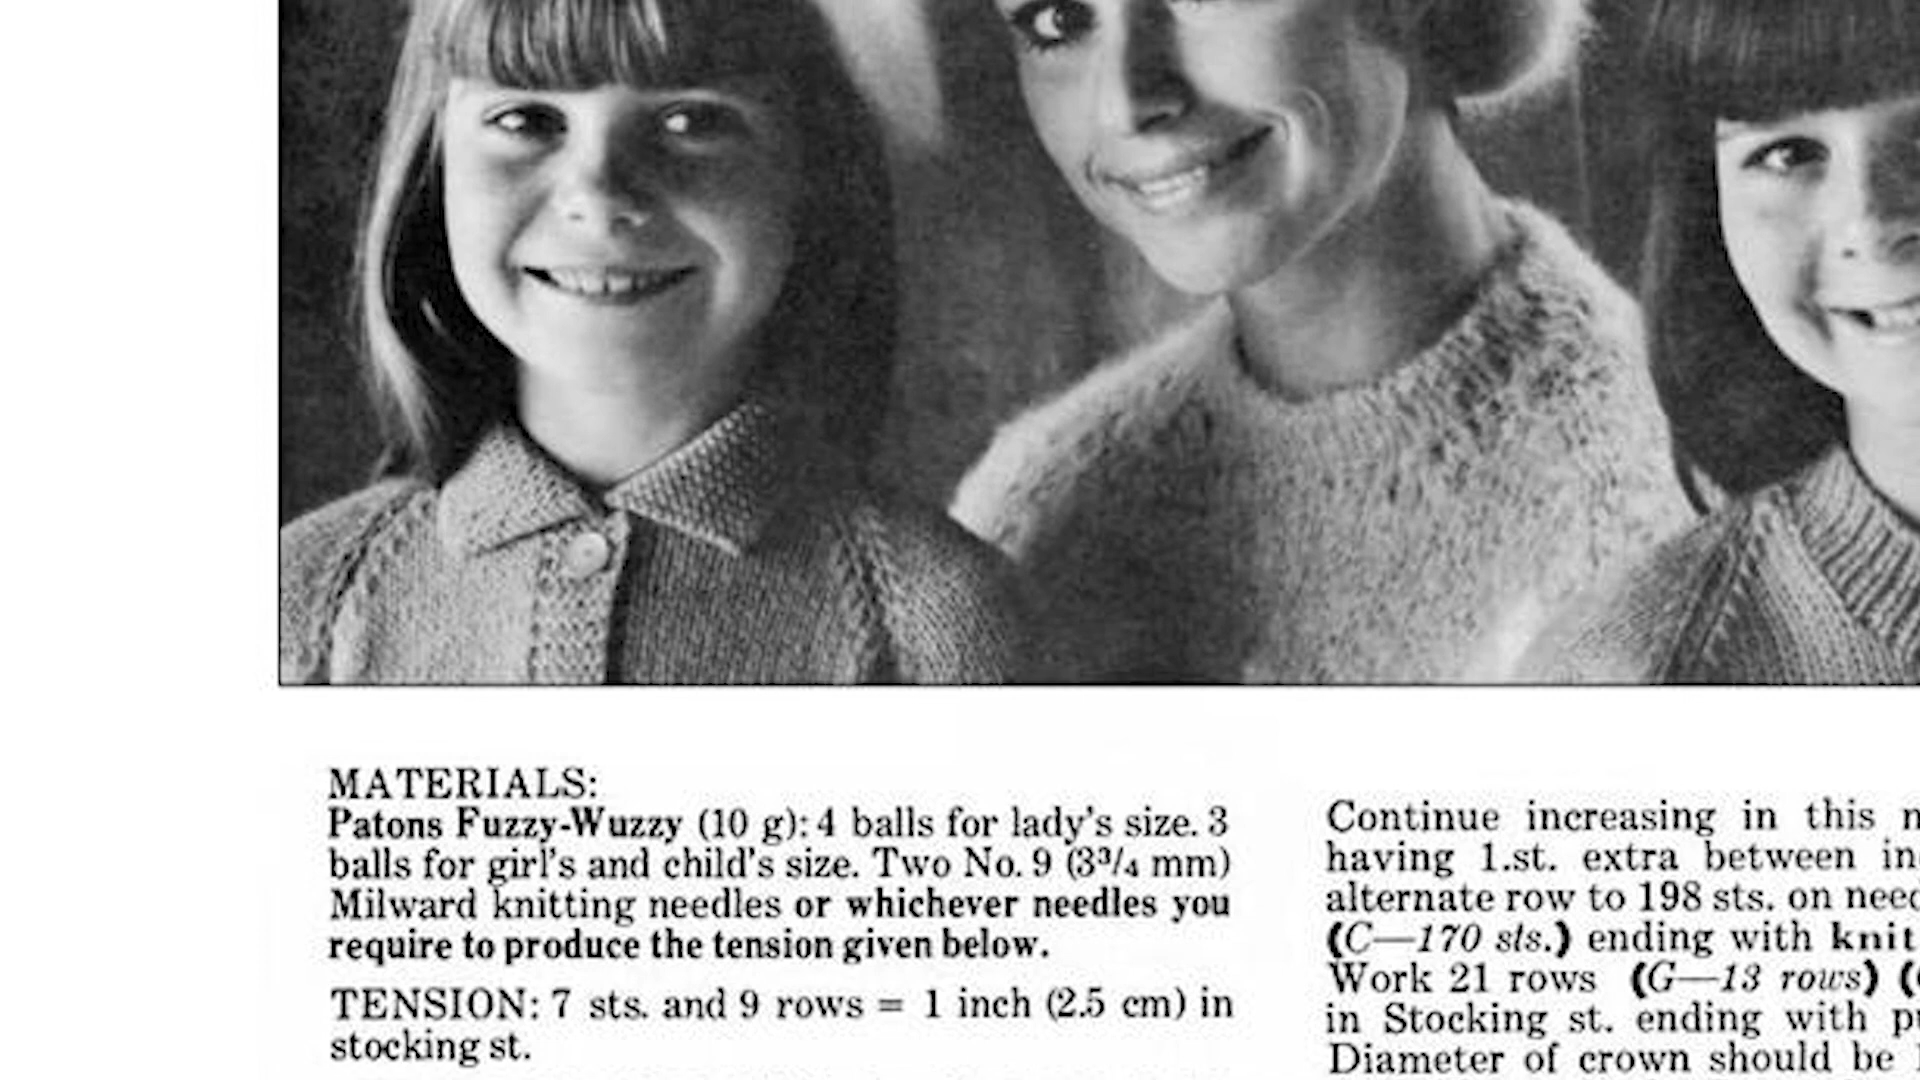 MATERIALS:
Patons Fuzzy-Wuzzy (10 g): 4 balls for lady's size. 3
balls for girl's and child's size. Two No. 9 (3¾ mm)
Milward knitting needles or whichever needles you
require to produce the tension given below.
TENSION: 7 sts. and 9 rows = 1 inch (2.5 cm) in
stocking st.
Continue increasing in this
having 1.st. extra between
alternate row to 198 sts. on
(C—170 sts.) ending with knit
Work 21 rows (G—13 rows) (
in Stocking st. ending with
Diameter of crown should be